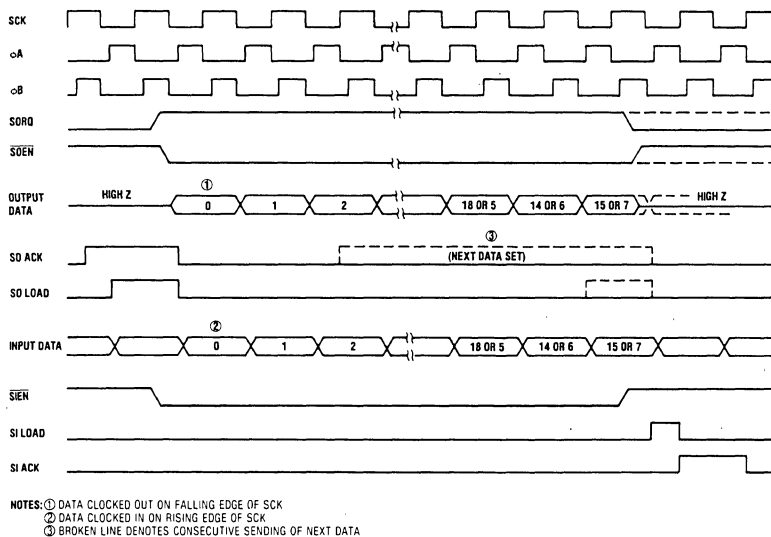 SCK
øA
øB
SORQ
SOEN
OUTPUT DATA HIGH Z ① 0 1 2 18 OR 5 14 OR 6 15 OR 7 HIGH Z
SO ACK ③ (NEXT DATA SET)
SO LOAD
INPUT DATA ② 0 1 2 18 OR 5 14 OR 6 15 OR 7
SIEN
SI LOAD
SI ACK
NOTES: ① DATA CLOCKED OUT ON FALLING EDGE OF SCK
② DATA CLOCKED IN ON RISING EDGE OF SCK
③ BROKEN LINE DENOTES CONSECUTIVE SENDING OF NEXT DATA